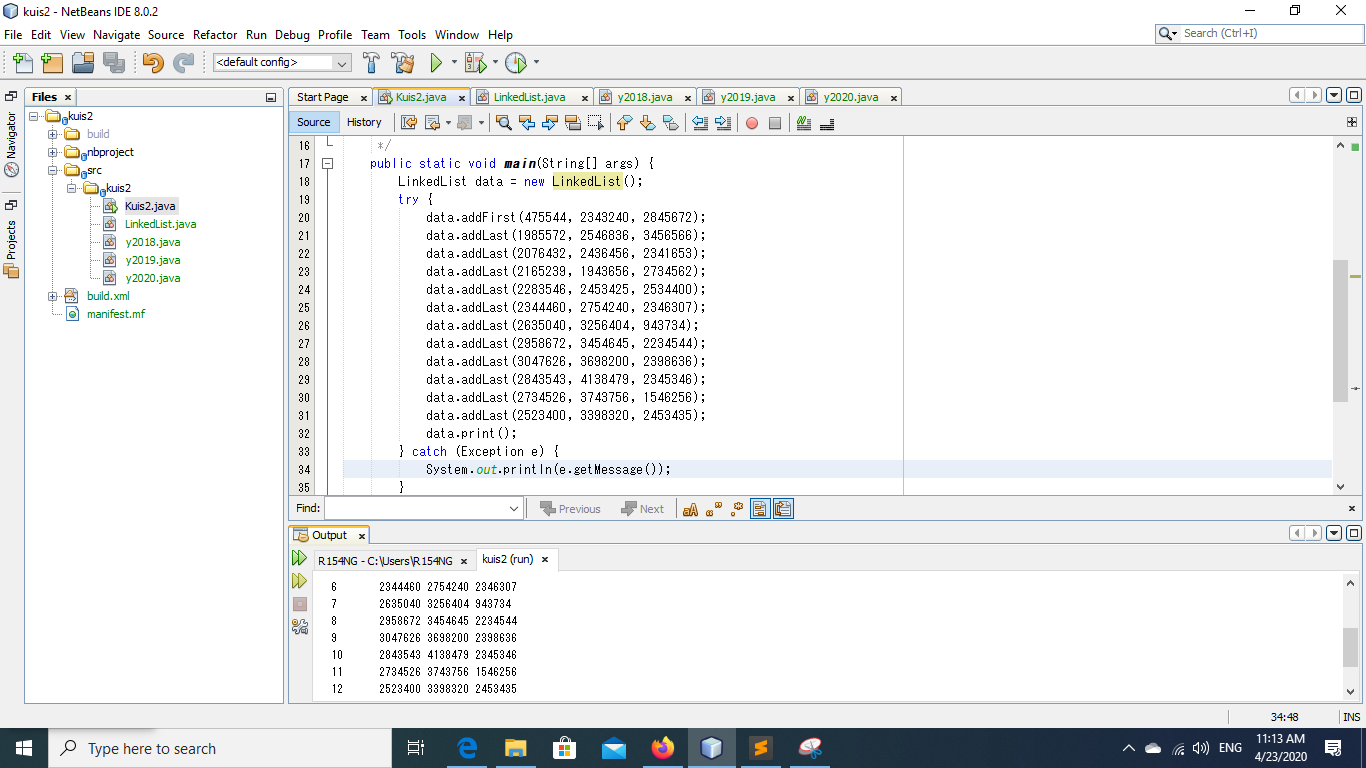 kuis2 - NetBeans IDE 8.0.2
File Edit View Navigate Source Refactor Run Debug Profile Team Tools Window Help
Search (Ctrl+I)
<default config>
Files
Navigator
Projects
kuis2
build
nbproject
src
kuis2
Kuis2.java
LinkedList.java
y2018.java
y2019.java
y2020.java
build.xml
manifest.mf
Start Page Kuis2.java LinkedList.java y2018.java y2019.java y2020.java
Source History
16 */
17 public static void main(String[] args) {
18 LinkedList data = new LinkedList();
19 try {
20 data.addFirst(475544, 2343240, 2845672);
21 data.addLast(1985572, 2546836, 3456566);
22 data.addLast(2076432, 2436456, 2341653);
23 data.addLast(2165239, 1943656, 2734562);
24 data.addLast(2283546, 2453425, 2534400);
25 data.addLast(2344460, 2754240, 2346307);
26 data.addLast(2635040, 3256404, 943734);
27 data.addLast(2958672, 3454645, 2234544);
28 data.addLast(3047626, 3698200, 2398636);
29 data.addLast(2843543, 4138479, 2345346);
30 data.addLast(2734526, 3743756, 1546256);
31 data.addLast(2523400, 3398320, 2453435);
32 data.print();
33 } catch (Exception e) {
34 System.out.println(e.getMessage());
35 }
Find: Previous Next
Output
R154NG - C:\Users\R154NG kuis2 (run)
6 2344460 2754240 2346307
7 2635040 3256404 943734
8 2958672 3454645 2234544
9 3047626 3698200 2398636
10 2843543 4138479 2345346
11 2734526 3743756 1546256
12 2523400 3398320 2453435
34:48 INS
Type here to search
ENG
11:13 AM
4/23/2020